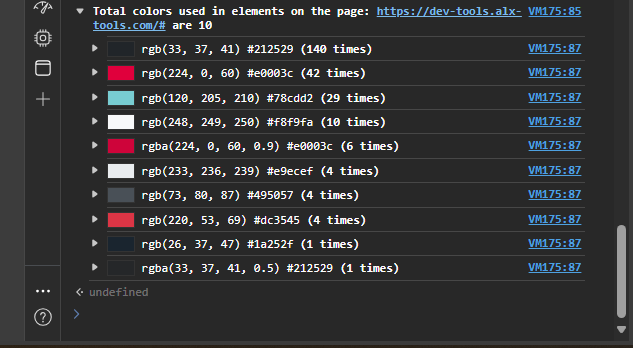 Total colors used in elements on the page: https://dev-tools.alx- VM175:85
tools.com/# are 10
rgb(33, 37, 41) #212529 (140 times) VM175:87
rgb(224, 0, 60) #e0003c (42 times) VM175:87
rgb(120, 205, 210) #78cdd2 (29 times) VM175:87
rgb(248, 249, 250) #f8f9fa (10 times) VM175:87
rgba(224, 0, 60, 0.9) #e0003c (6 times) VM175:87
rgb(233, 236, 239) #e9ecef (4 times) VM175:87
rgb(73, 80, 87) #495057 (4 times) VM175:87
rgb(220, 53, 69) #dc3545 (4 times) VM175:87
rgb(26, 37, 47) #1a252f (1 times) VM175:87
rgba(33, 37, 41, 0.5) #212529 (1 times) VM175:87
undefined